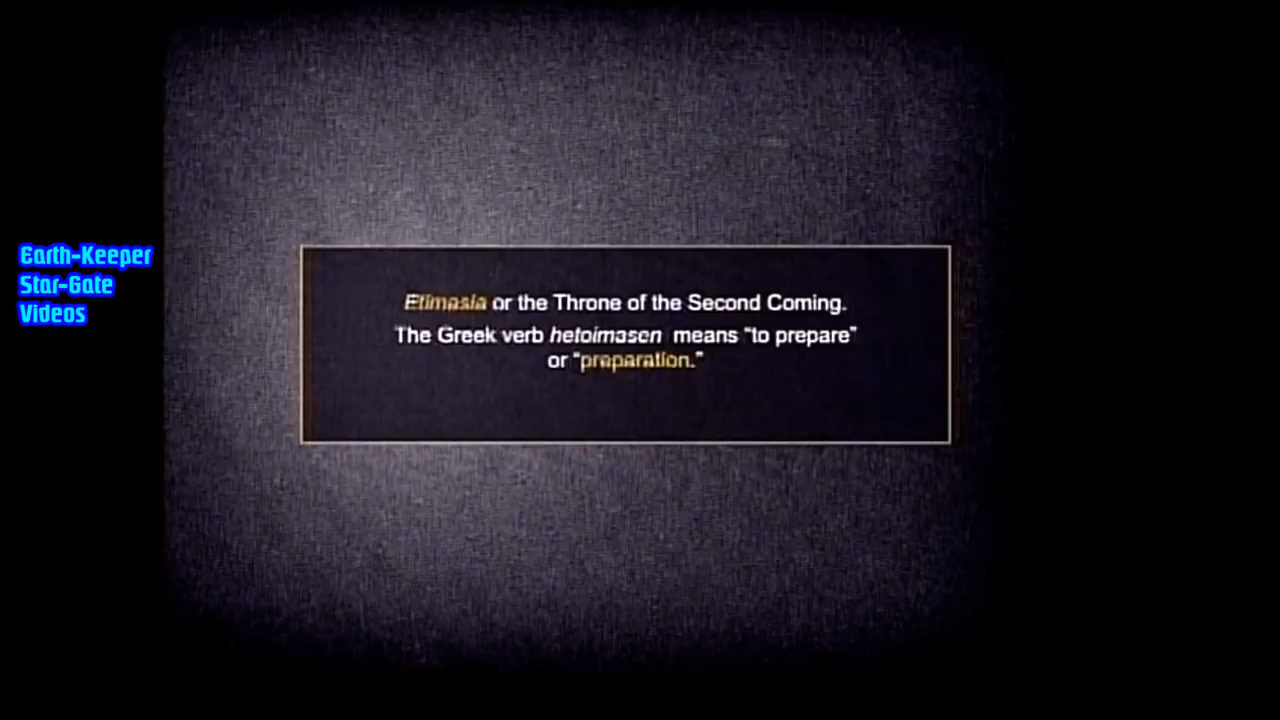 Earth-Keeper
Star-Gate
Videos
Etimasia or the Throne of the Second Coming.
The Greek verb hetoimasen means "to prepare"
or "preparation."